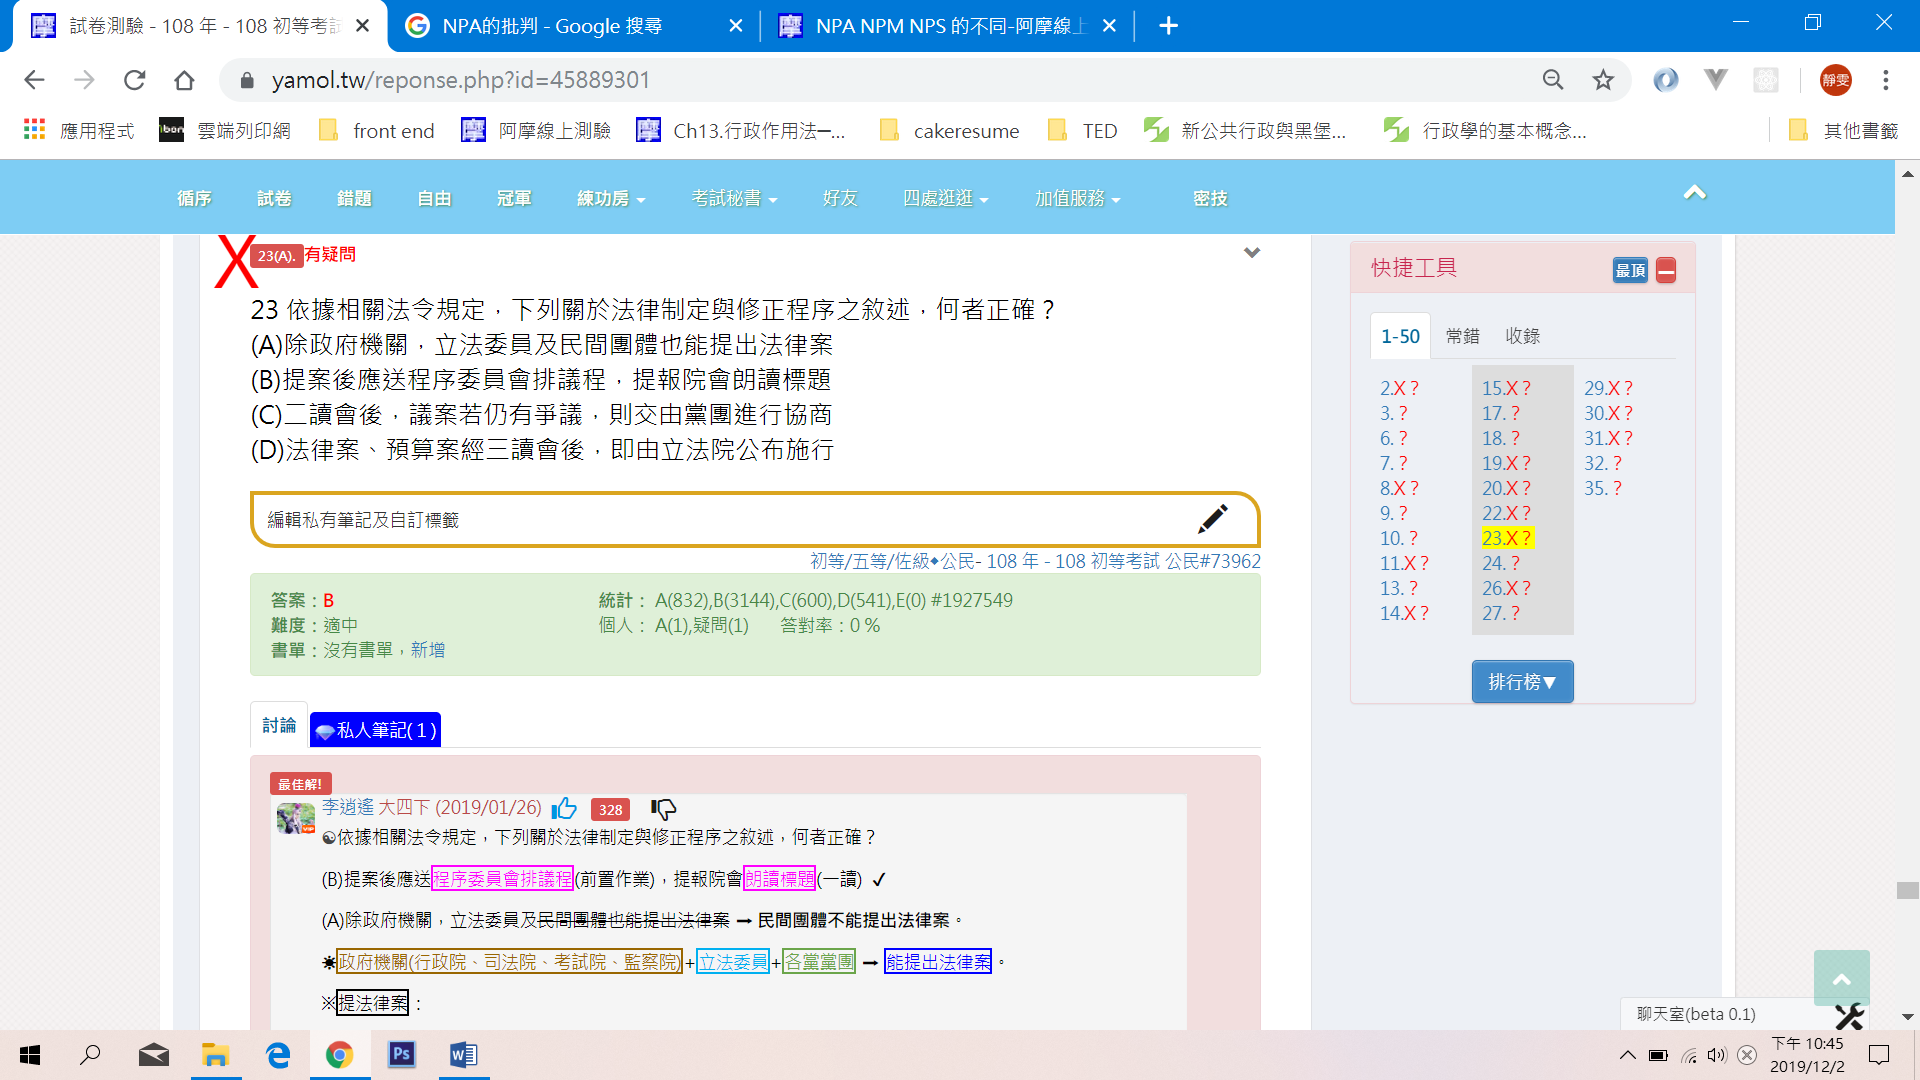 試卷測驗 - 108 年 - 108 初等考試
NPA的批判 - Google 搜尋
NPA NPM NPS 的不同-阿摩線上
yamol.tw/reponse.php?id=45889301
靜雯
應用程式
ibon
雲端列印網
front end
阿摩線上測驗
Ch13.行政作用法—...
cakeresume
TED
新公共行政與黑堡...
行政學的基本概念...
其他書籤
循序
試卷
錯題
自由
冠軍
練功房
考試秘書
好友
四處逛逛
加值服務
密技
X 23(A). 有疑問
23 依據相關法令規定，下列關於法律制定與修正程序之敘述，何者正確？
(A)除政府機關，立法委員及民間團體也能提出法律案
(B)提案後應送程序委員會排議程，提報院會朗讀標題
(C)二讀會後，議案若仍有爭議，則交由黨團進行協商
(D)法律案、預算案經三讀會後，即由立法院公布施行
編輯私有筆記及自訂標籤
初等/五等/佐級◆公民- 108 年 - 108 初等考試 公民#73962
答案：B
難度：適中
書單：沒有書單，新增
統計： A(832),B(3144),C(600),D(541),E(0) #1927549
個人： A(1),疑問(1) 答對率：0 %
討論
私人筆記( 1 )
最佳解!
李逍遙 大四下 (2019/01/26) 328
☯依據相關法令規定，下列關於法律制定與修正程序之敘述，何者正確？
(B)提案後應送程序委員會排議程(前置作業)，提報院會朗讀標題(一讀) ✓
(A)除政府機關，立法委員及民間團體也能提出法律案 ➞ 民間團體不能提出法律案。
☀政府機關(行政院、司法院、考試院、監察院)+立法委員+各黨黨團 ➞ 能提出法律案。
※提法律案：
快捷工具
最頂
1-50
常錯
收錄
2.X ?
3. ?
6. ?
7. ?
8.X ?
9. ?
10. ?
11.X ?
13. ?
14.X ?
15.X ?
17. ?
18. ?
19.X ?
20.X ?
22.X ?
23.X ?
24. ?
26.X ?
27. ?
29.X ?
30.X ?
31.X ?
32. ?
35. ?
排行榜▼
聊天室(beta 0.1)
Ps
下午 10:45
2019/12/2